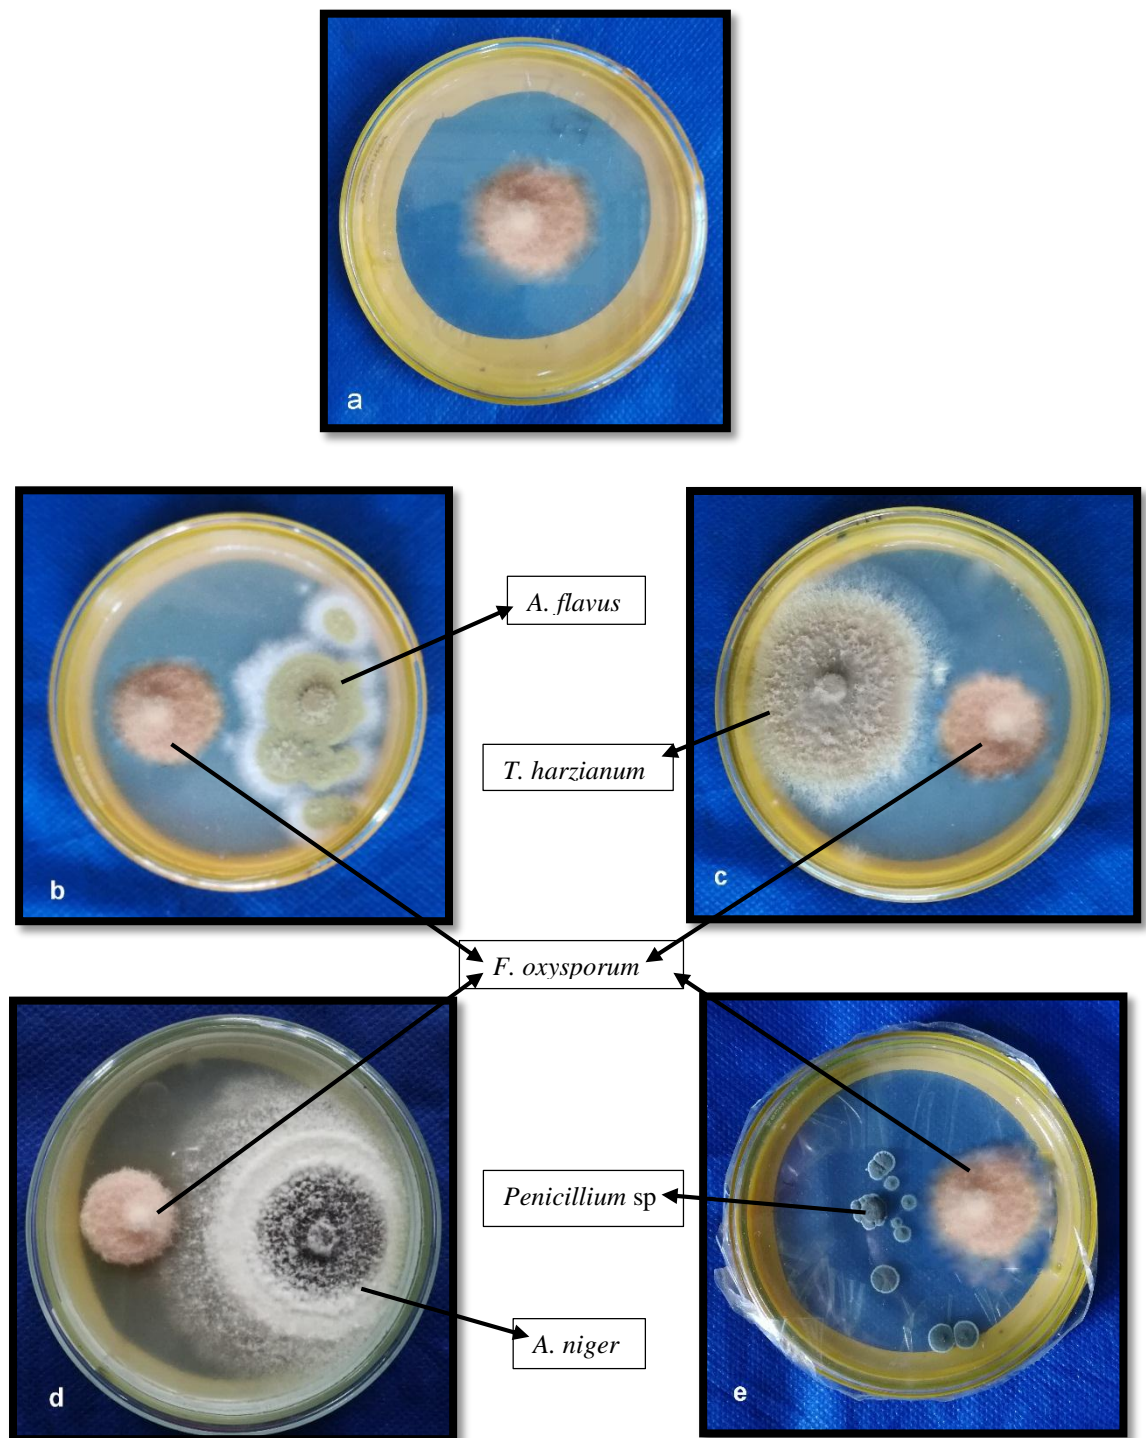 a
A. flavus
T. harzianum
b
c
F. oxysporum
Penicillium sp
A. niger
d
e